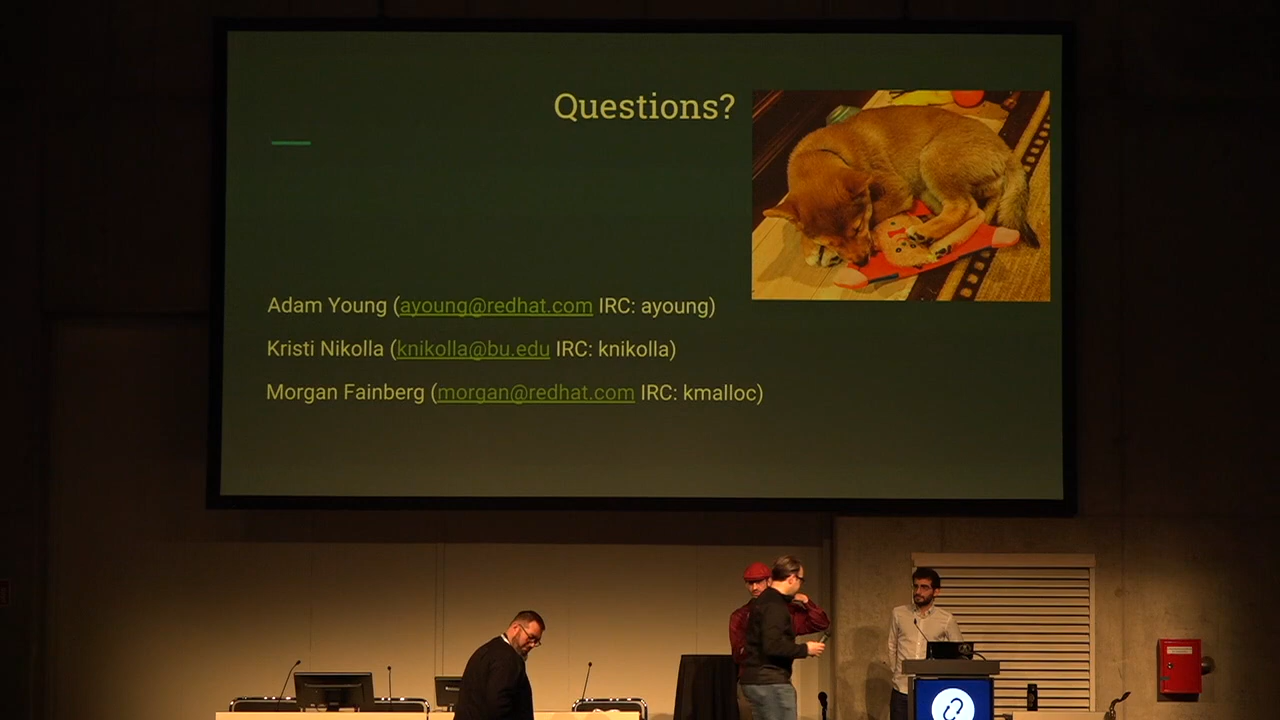 Questions?
Adam Young (ayoung@redhat.com IRC: ayoung)
Kristi Nikolla (knikolla@bu.edu IRC: knikolla)
Morgan Fainberg (morgan@redhat.com IRC: kmalloc)